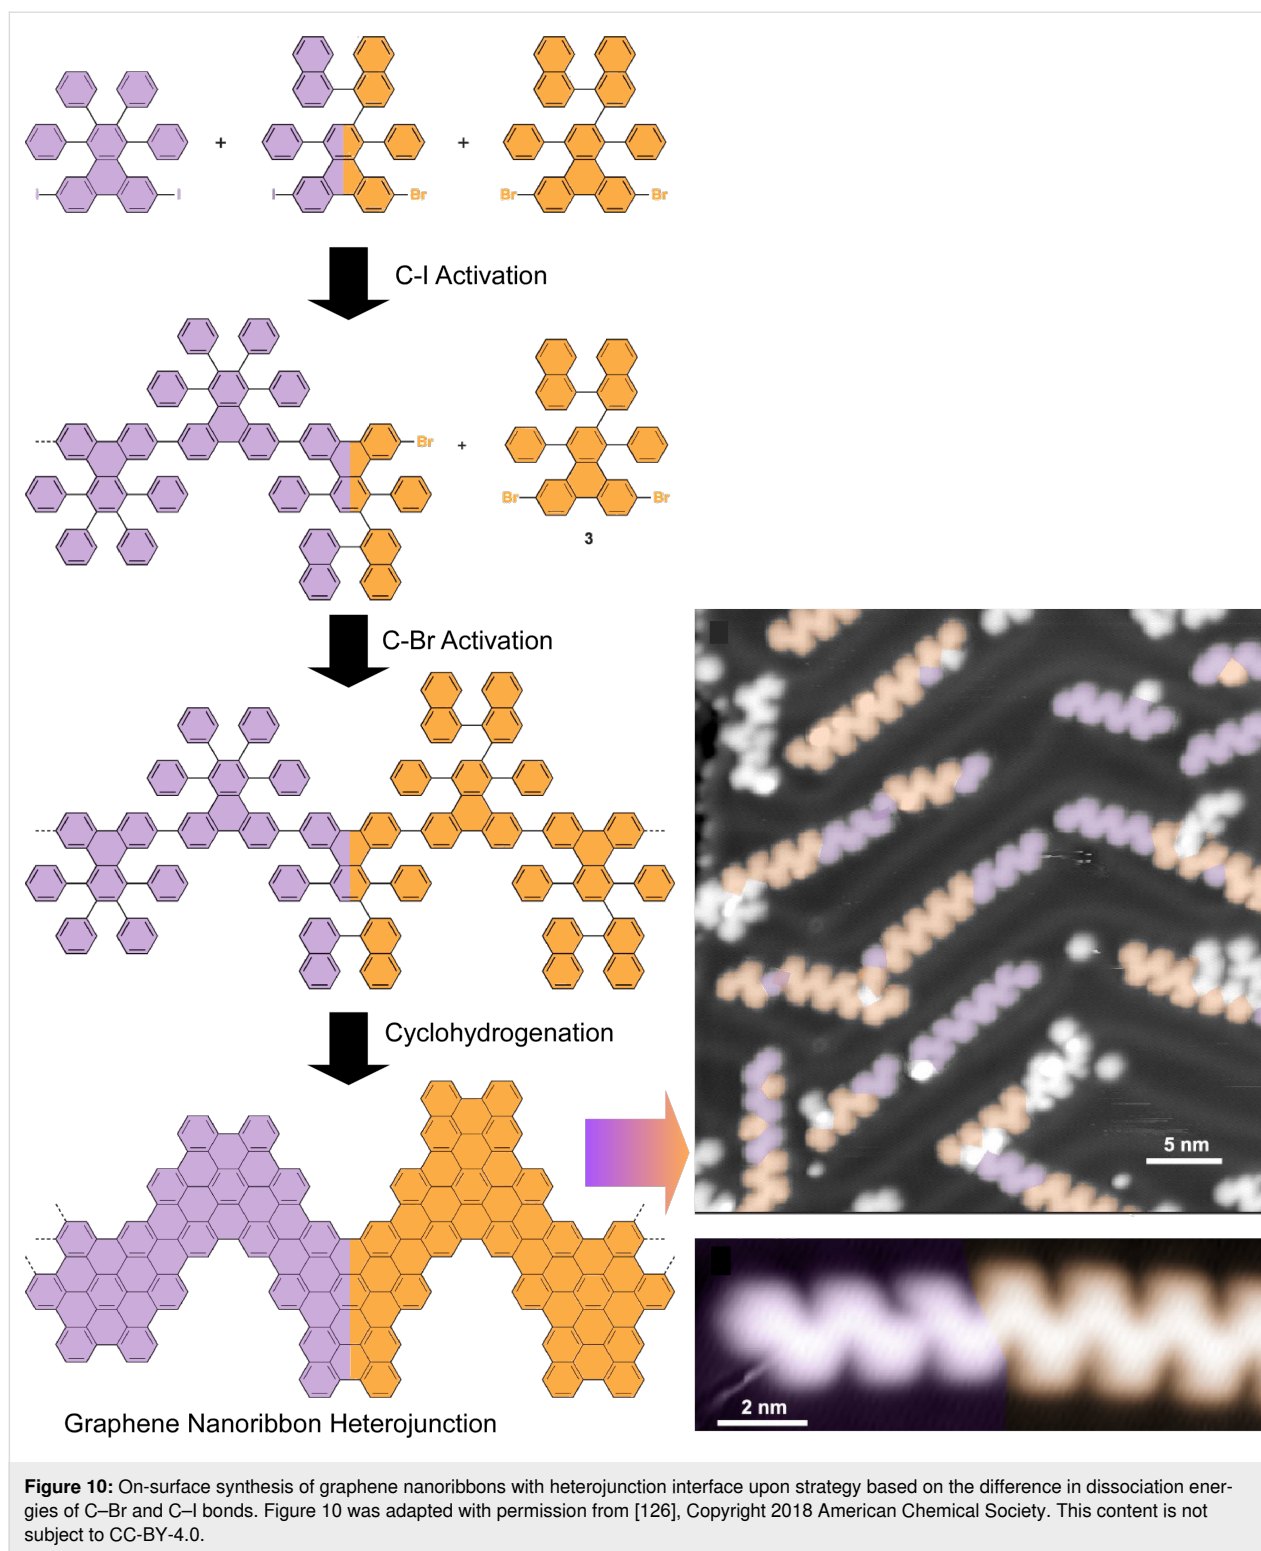 +
+
I
I
I
Br
Br
Br
C-I Activation
Br
+
Br
Br
3
C-Br Activation
Cyclohydrogenation
5 nm
2 nm
Graphene Nanoribbon Heterojunction
Figure 10: On-surface synthesis of graphene nanoribbons with heterojunction interface upon strategy based on the difference in dissociation ener-
gies of C–Br and C–I bonds. Figure 10 was adapted with permission from [126], Copyright 2018 American Chemical Society. This content is not
subject to CC-BY-4.0.